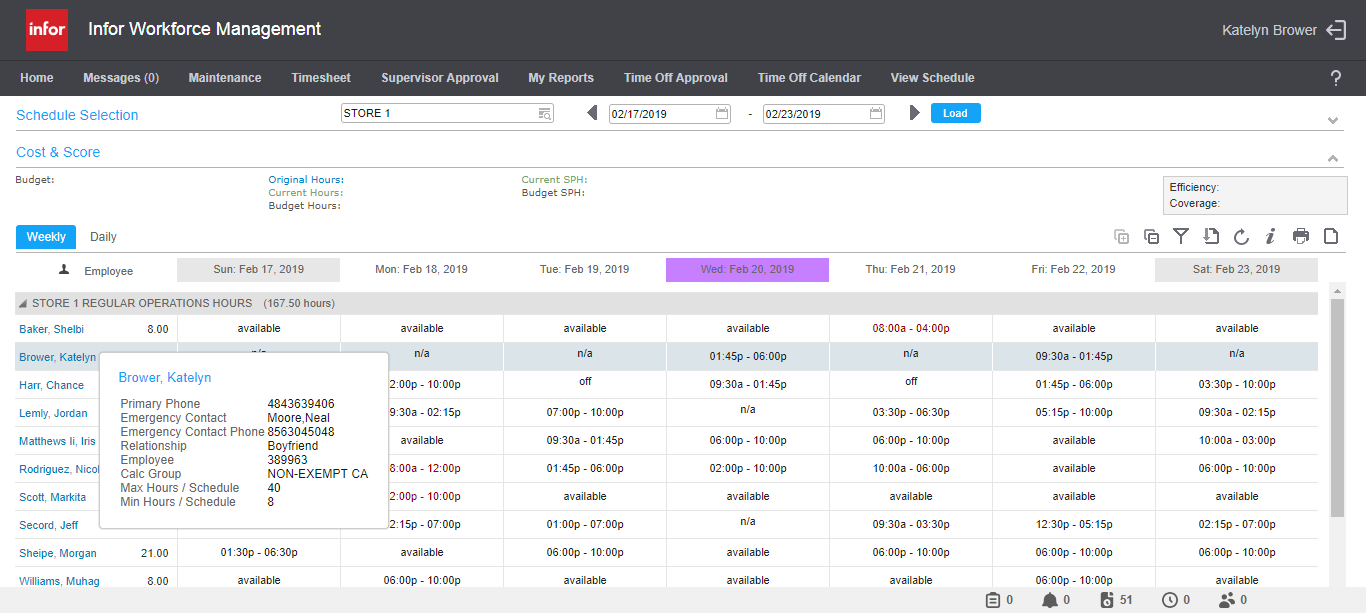 infor Infor Workforce Management Katelyn Brower
Home Messages (0) Maintenance Timesheet Supervisor Approval My Reports Time Off Approval Time Off Calendar View Schedule ?
Schedule Selection STORE 1 02/17/2019 - 02/23/2019 Load
Cost & Score
Budget: Original Hours: Current SPH:
Current Hours: Budget SPH:
Budget Hours:
Efficiency:
Coverage:
Weekly Daily
Employee Sun: Feb 17, 2019 Mon: Feb 18, 2019 Tue: Feb 19, 2019 Wed: Feb 20, 2019 Thu: Feb 21, 2019 Fri: Feb 22, 2019 Sat: Feb 23, 2019
STORE 1 REGULAR OPERATIONS HOURS (167.50 hours)
Baker, Shelbi 8.00 available available available available 08:00a - 04:00p available available
Brower, Katelyn n/a n/a n/a 01:45p - 06:00p n/a 09:30a - 01:45p n/a
Harr, Chance 2:00p - 10:00p off 09:30a - 01:45p off 01:45p - 06:00p 03:30p - 10:00p
Lemly, Jordan 9:30a - 02:15p 07:00p - 10:00p n/a 03:30p - 06:30p 05:15p - 10:00p 09:30a - 02:15p
Matthews Ii, Iris available 09:30a - 01:45p 06:00p - 10:00p 06:00p - 10:00p available 10:00a - 03:00p
Rodriguez, Nicol 8:00a - 12:00p 01:45p - 06:00p 02:00p - 10:00p 10:00a - 06:00p available 06:00p - 10:00p
Scott, Markita 2:00p - 10:00p available available available available available
Secord, Jeff 2:15p - 07:00p 01:00p - 07:00p n/a 09:30a - 03:30p 12:30p - 05:15p 02:15p - 07:00p
Sheipe, Morgan 21.00 01:30p - 06:30p available 06:00p - 10:00p available 06:00p - 10:00p 06:00p - 10:00p 06:00p - 10:00p
Williams, Muhag 8.00 available 06:00p - 10:00p available available available 06:00p - 10:00p available
Brower, Katelyn
Primary Phone 4843639406
Emergency Contact Moore,Neal
Emergency Contact Phone 8563045048
Relationship Boyfriend
Employee 389963
Calc Group NON-EXEMPT CA
Max Hours / Schedule 40
Min Hours / Schedule 8
0 0 51 0 0